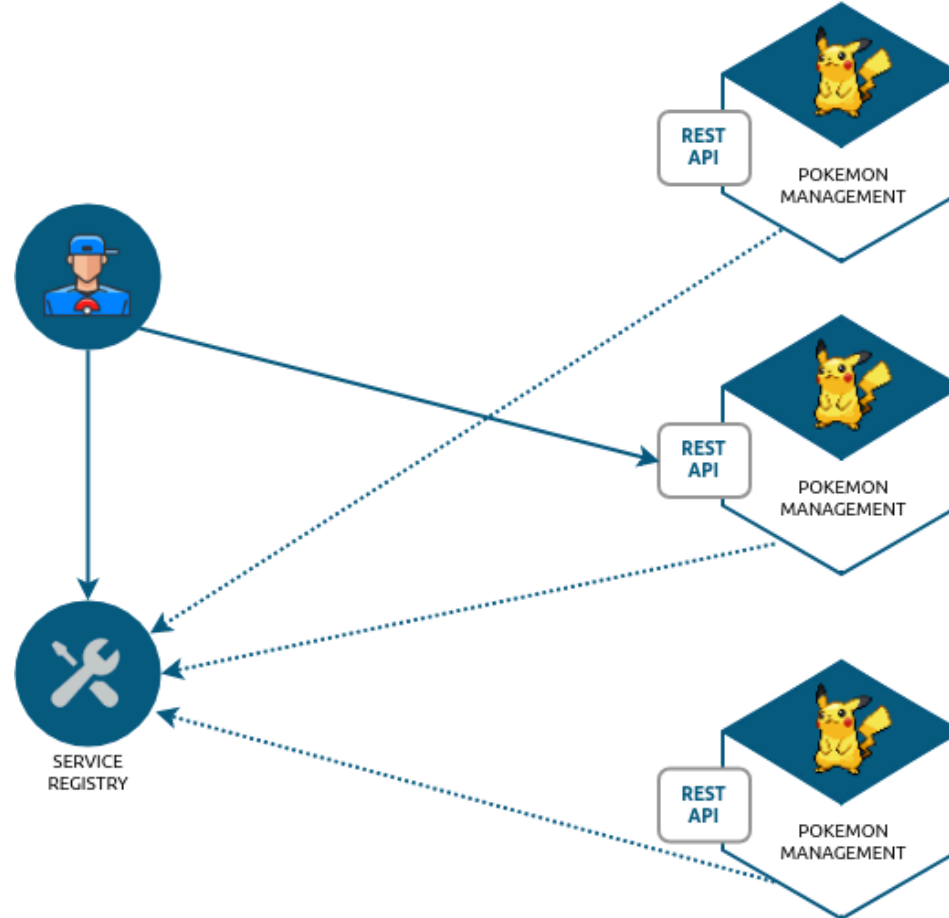 REST
API
POKEMON
MANAGEMENT
REST
API
POKEMON
MANAGEMENT
SERVICE
REGISTRY
REST
API
POKEMON
MANAGEMENT